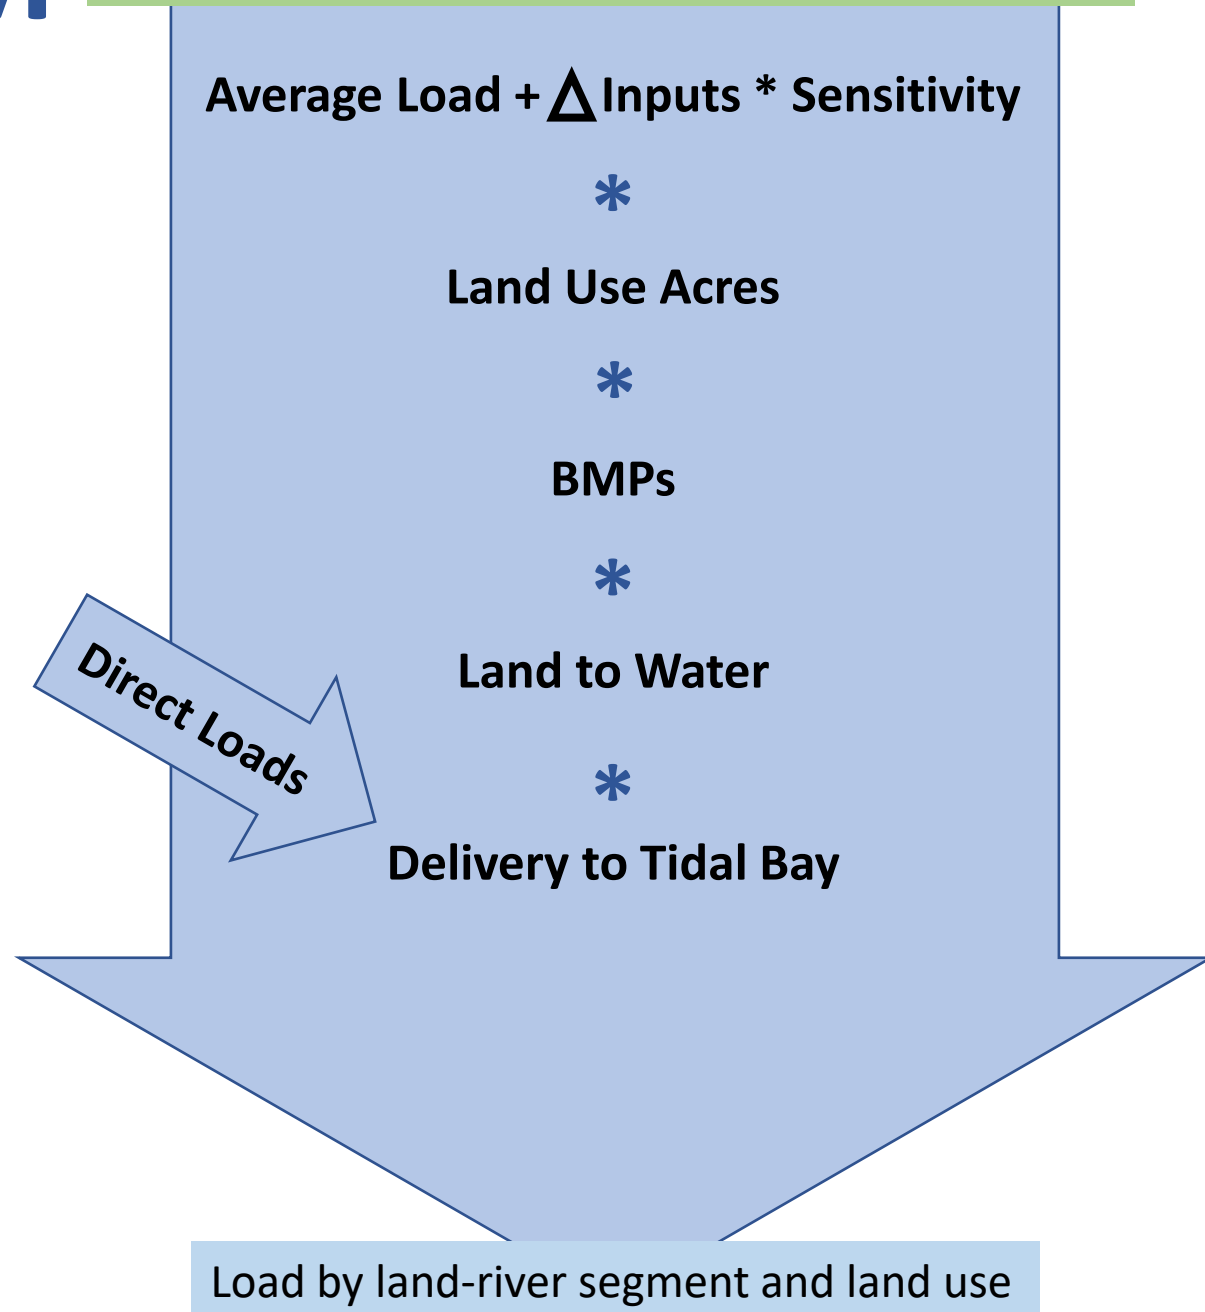 Average Load + Δ Inputs * Sensitivity
*
Land Use Acres
*
BMPs
*
Land to Water
Direct Loads
*
Delivery to Tidal Bay
Load by land-river segment and land use